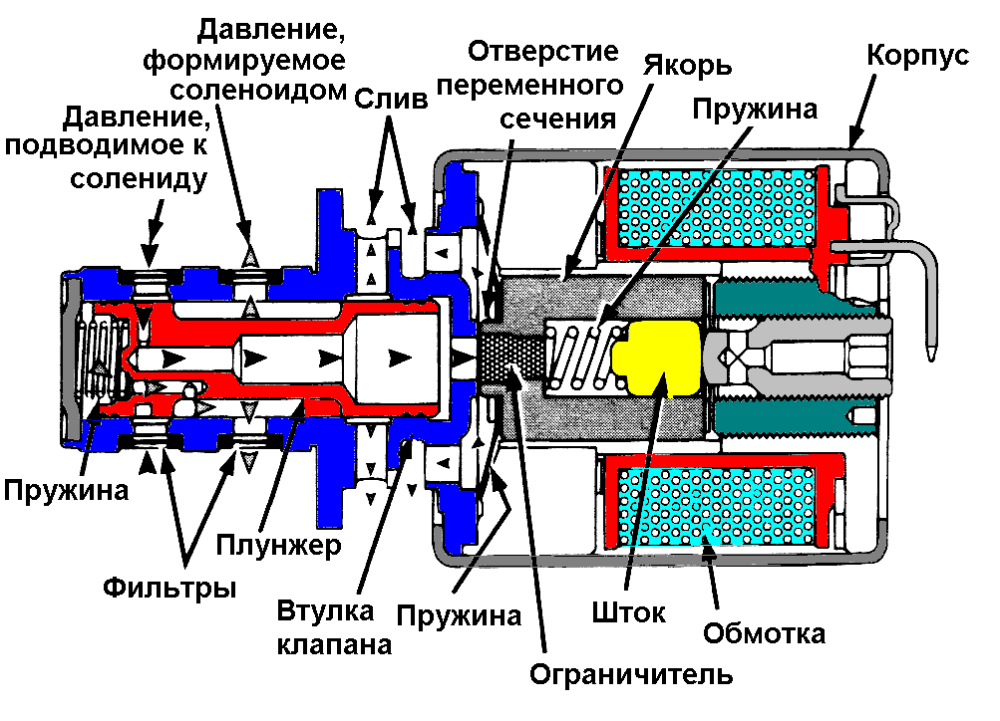 Давление,
формируемое
соленоидом
Давление,
подводимое к
солениду
Слив
Отверстие
переменного
сечения
Якорь
Пружина
Корпус
Пружина
Фильтры
Плунжер
Втулка
клапана
Пружина
Ограничитель
Шток
Обмотка